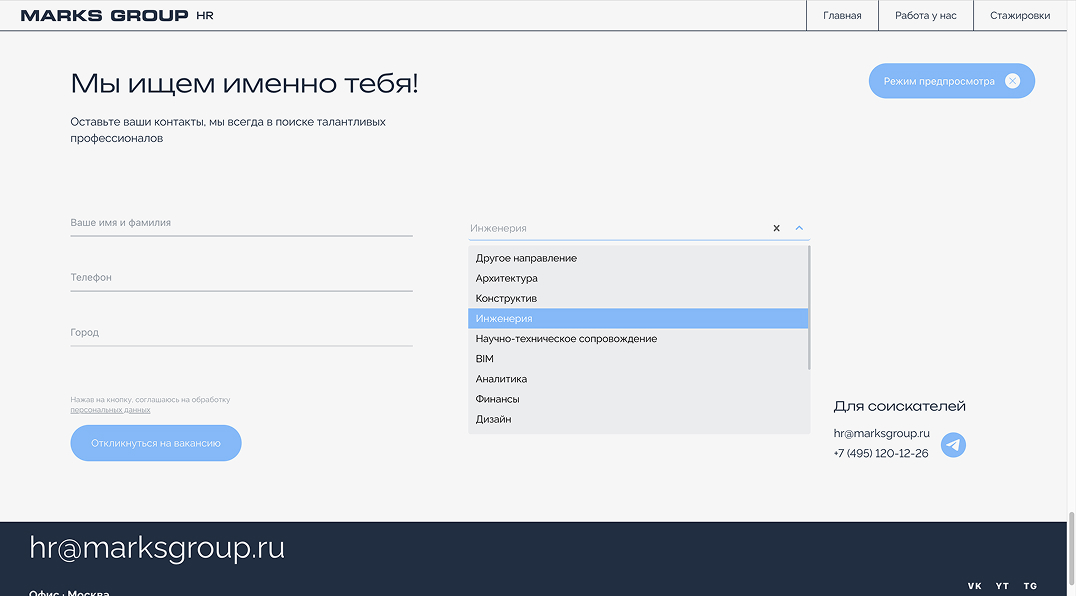 MARKS GROUP HR
Главная
Работа у нас
Стажировки
Мы ищем именно тебя!
Режим предпросмотра
Оставьте ваши контакты, мы всегда в поиске талантливых
профессионалов
Ваше имя и фамилия
Телефон
Город
Нажав на кнопку, соглашаюсь на обработку
персональных данных
Откликнуться на вакансию
Инженерия
Другое направление
Архитектура
Конструктив
Инженерия
Научно-техническое сопровождение
BIM
Аналитика
Финансы
Дизайн
Для соискателей
hr@marksgroup.ru
+7 (495) 120-12-26
hr@marksgroup.ru
Офис · Москва
VK YT TG